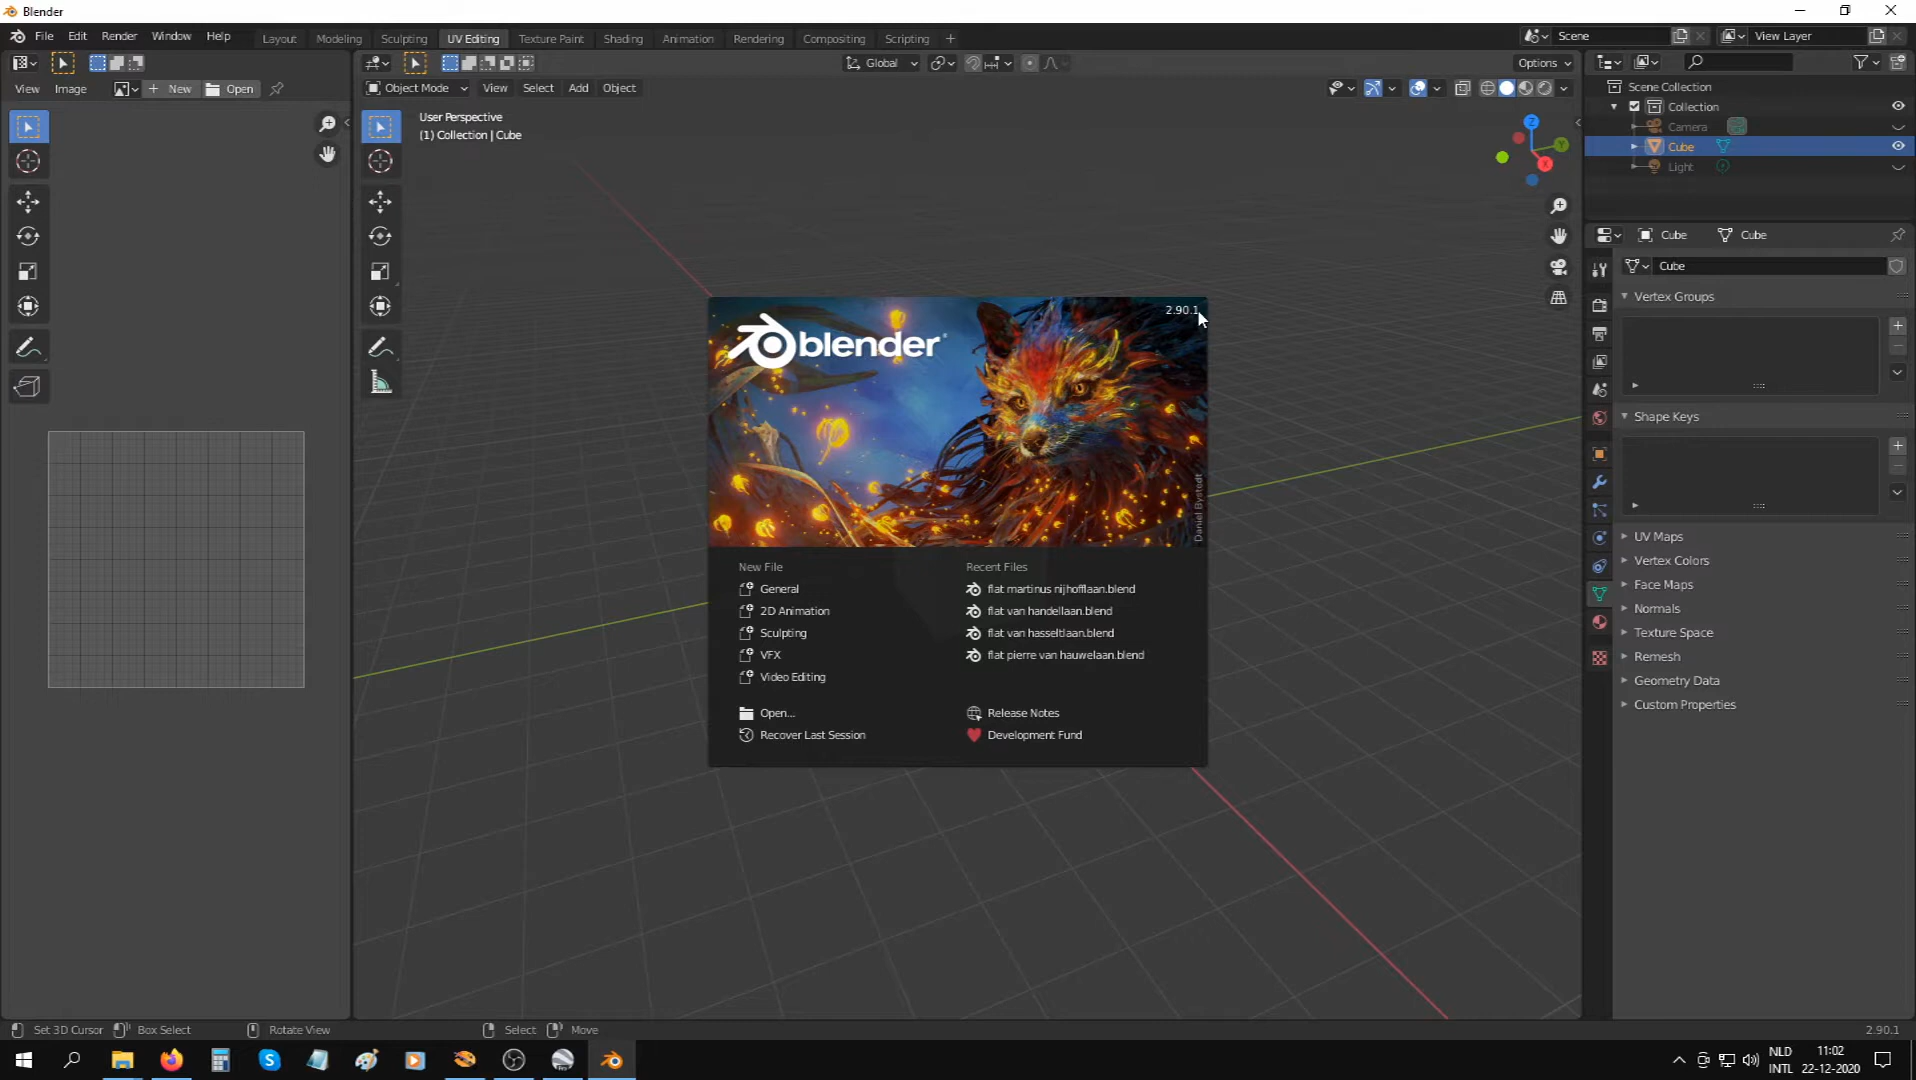 Blender
File Edit Render Window Help
Layout Modeling Sculpting UV Editing Texture Paint Shading Animation Rendering Compositing Scripting +
Scene
View Layer
Global
Options
View Image
New
Open
Object Mode View Select Add Object
User Perspective
(1) Collection | Cube
Z
Y
X
Scene Collection
Collection
Camera
Cube
Light
Cube
Cube
Cube
Vertex Groups
Shape Keys
UV Maps
Vertex Colors
Face Maps
Normals
Texture Space
Remesh
Geometry Data
Custom Properties
2.90.1
blender
Daniel Bystedt
New File
General
2D Animation
Sculpting
VFX
Video Editing
Open...
Recover Last Session
Recent Files
flat martinus nijhofflaan.blend
flat van handellaan.blend
flat van hasseltlaan.blend
flat pierre van hauwelaan.blend
Release Notes
Development Fund
Set 3D Cursor
Box Select
Rotate View
Select
Move
2.90.1
NLD
INTL
11:02
22-12-2020